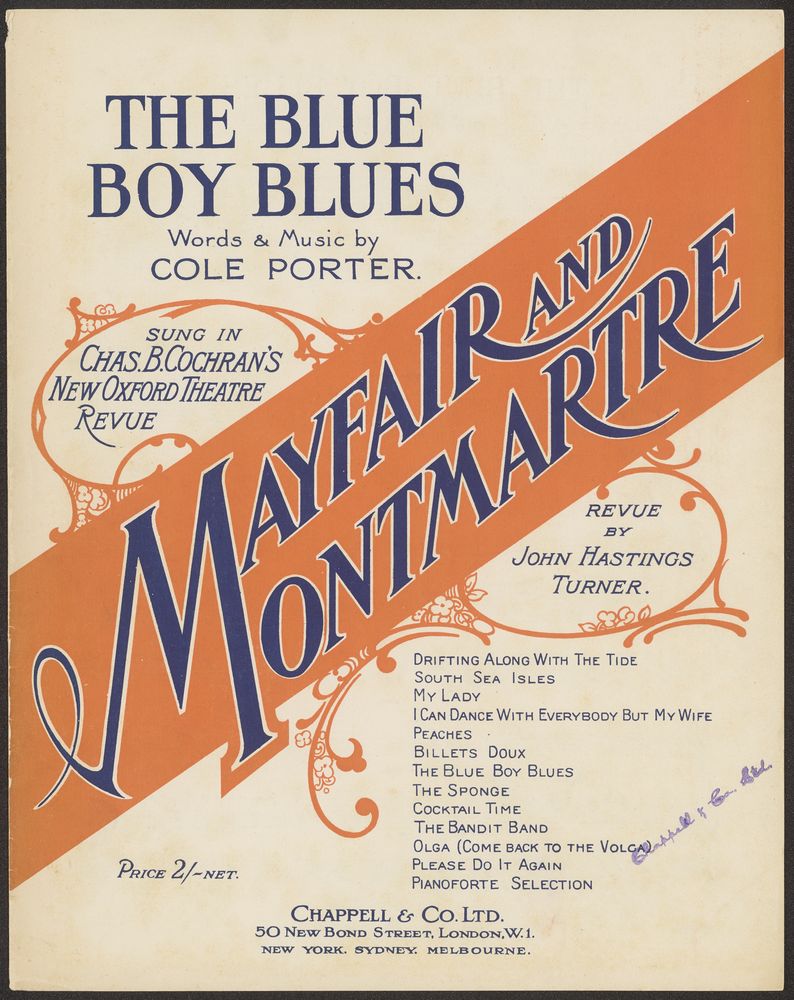 THE BLUE
BOY BLUES
Words & Music by
COLE PORTER.
SUNG IN
CHAS. B. COCHRAN'S
NEW OXFORD THEATRE
REVUE
MAYFAIR AND
MONTMARTRE
REVUE
BY
JOHN HASTINGS
TURNER.
DRIFTING ALONG WITH THE TIDE
SOUTH SEA ISLES
MY LADY
I CAN DANCE WITH EVERYBODY BUT MY WIFE
PEACHES
BILLETS DOUX
THE BLUE BOY BLUES
THE SPONGE
COCKTAIL TIME
THE BANDIT BAND
OLGA (COME BACK TO THE VOLGA)
PLEASE DO IT AGAIN
PIANOFORTE SELECTION
Chappell & Co. Ltd.
PRICE 2/- NET.
CHAPPELL & CO. LTD.
50 NEW BOND STREET, LONDON, W.1.
NEW YORK. SYDNEY. MELBOURNE.